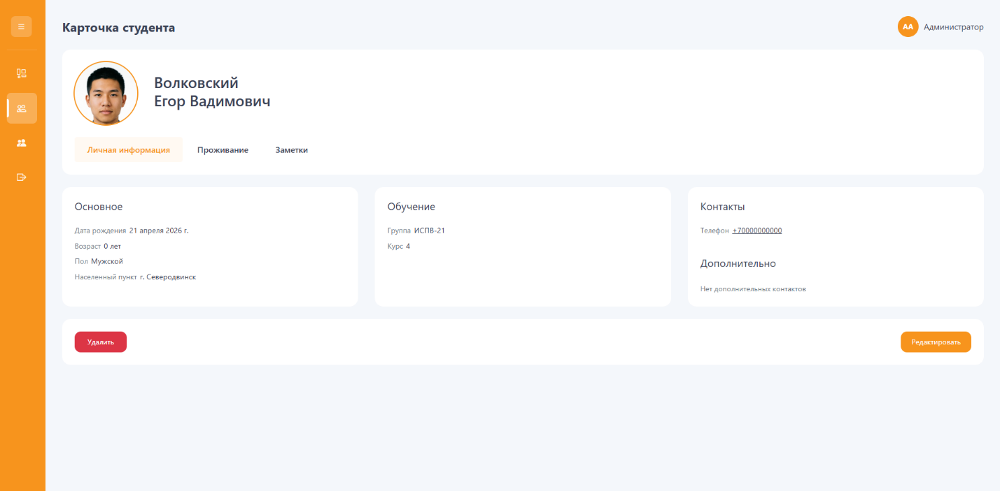 Карточка студента
АА Администратор
Волковский
Егор Вадимович
Личная информация Проживание Заметки
Основное
Дата рождения 21 апреля 2026 г.
Возраст 0 лет
Пол Мужской
Населенный пункт г. Северодвинск
Обучение
Группа ИСПВ-21
Курс 4
Контакты
Телефон +70000000000
Дополнительно
Нет дополнительных контактов
Удалить
Редактировать